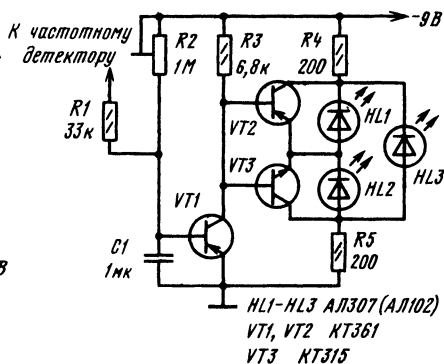 К частотному
детектору
-9В
R2
1М
R3
6,8к
R4
200
R1
33к
VT2
HL1
VT3
HL3
VT1
HL2
C1
1мк
R5
200
В
HL1-HL3 АЛ307(АЛ102)
VT1, VT2 КТ361
VT3 КТ315